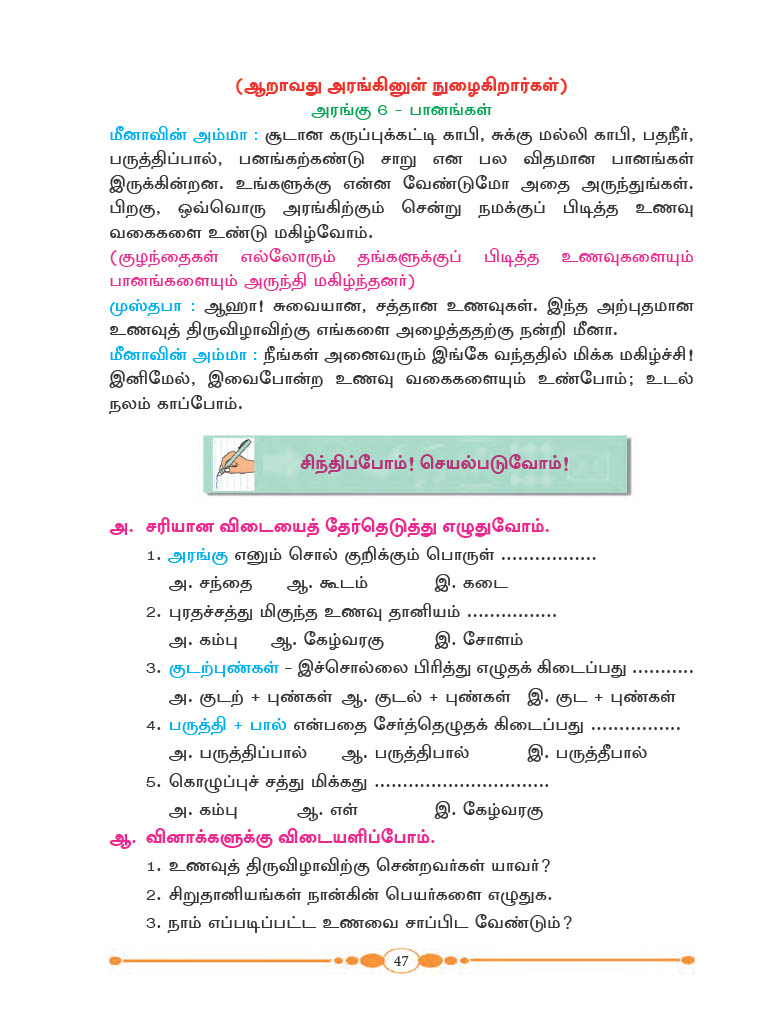 (ஆறாவது அரங்கினுள் நுழைகிறார்கள்)
அரங்கு 6 - பானங்கள்
மீனாவின் அம்மா : சூடான கருப்புக்கட்டி காபி, சுக்கு மல்லி காபி, பதநீர்,
பருத்திப்பால், பனங்கற்கண்டு சாறு என பல விதமான பானங்கள்
இருக்கின்றன. உங்களுக்கு என்ன வேண்டுமோ அதை அருந்துங்கள்.
பிறகு, ஒவ்வொரு அரங்கிற்கும் சென்று நமக்குப் பிடித்த உணவு
வகைகளை உண்டு மகிழ்வோம்.
(குழந்தைகள் எல்லோரும் தங்களுக்குப் பிடித்த உணவுகளையும்
பானங்களையும் அருந்தி மகிழ்ந்தனர்)
முஸ்தபா : ஆஹா! சுவையான, சத்தான உணவுகள். இந்த அற்புதமான
உணவுத் திருவிழாவிற்கு எங்களை அழைத்ததற்கு நன்றி மீனா.
மீனாவின் அம்மா : நீங்கள் அனைவரும் இங்கே வந்ததில் மிக்க மகிழ்ச்சி!
இனிமேல், இவைபோன்ற உணவு வகைகளையும் உண்போம்; உடல்
நலம் காப்போம்.
சிந்திப்போம்! செயல்படுவோம்!
அ. சரியான விடையைத் தேர்தெடுத்து எழுதுவோம்.
1. அரங்கு எனும் சொல் குறிக்கும் பொருள் .................
அ. சந்தை ஆ. கூடம் இ. கடை
2. புரதச்சத்து மிகுந்த உணவு தானியம் ................
அ. கம்பு ஆ. கேழ்வரகு இ. சோளம்
3. குடற்புண்கள் - இச்சொல்லை பிரித்து எழுதக் கிடைப்பது ...........
அ. குடற் + புண்கள் ஆ. குடல் + புண்கள் இ. குட + புண்கள்
4. பருத்தி + பால் என்பதை சேர்த்தெழுதக் கிடைப்பது ................
அ. பருத்திப்பால் ஆ. பருத்திபால் இ. பருத்தீபால்
5. கொழுப்புச் சத்து மிக்கது ...............................
அ. கம்பு ஆ. எள் இ. கேழ்வரகு
ஆ. வினாக்களுக்கு விடையளிப்போம்.
1. உணவுத் திருவிழாவிற்கு சென்றவர்கள் யாவர்?
2. சிறுதானியங்கள் நான்கின் பெயர்களை எழுதுக.
3. நாம் எப்படிப்பட்ட உணவை சாப்பிட வேண்டும்?
47